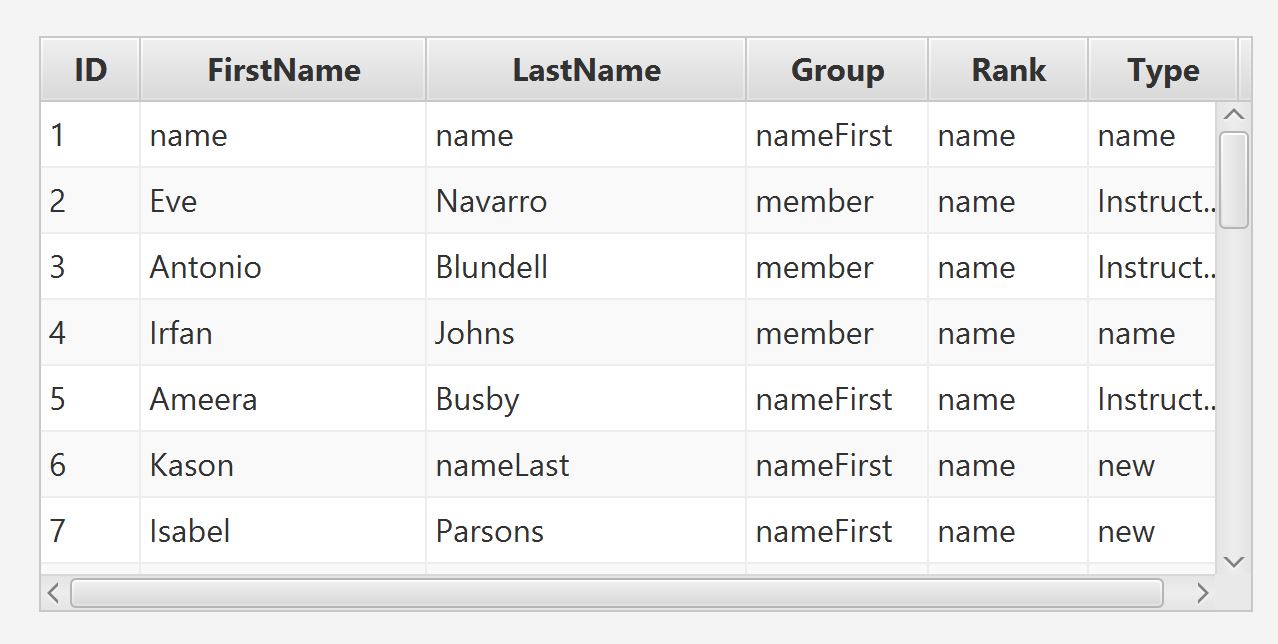 ID FirstName LastName Group Rank Type
1 name name nameFirst name name
2 Eve Navarro member name Instruct..
3 Antonio Blundell member name Instruct..
4 Irfan Johns member name name
5 Ameera Busby nameFirst name Instruct..
6 Kason nameLast nameFirst name new
7 Isabel Parsons nameFirst name new